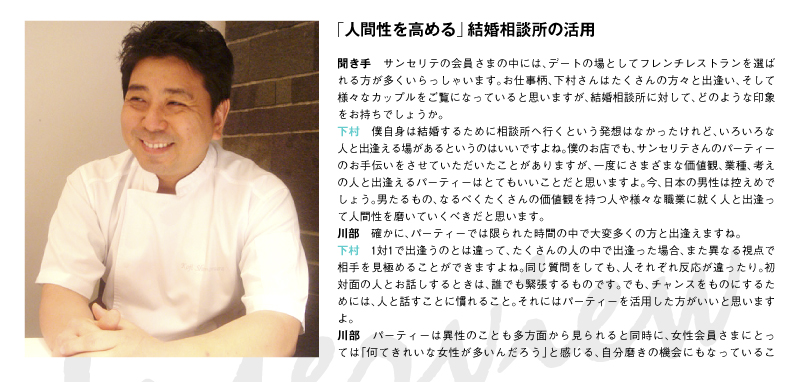 「人間性を高める」結婚相談所の活用
聞き手　サンセリテの会員さまの中には、デートの場としてフレンチレストランを選ば
れる方が多くいらっしゃいます。お仕事柄、下村さんはたくさんの方々と出逢い、そして
様々なカップルをご覧になっていると思いますが、結婚相談所に対して、どのような印象
をお持ちでしょうか。
下村　僕自身は結婚するために相談所へ行くという発想はなかったけれど、いろいろな
人と出逢える場があるというのはいいですよね。僕のお店でも、サンセリテさんのパーティー
のお手伝いをさせていただいたことがありますが、一度にさまざまな価値観、業種、考え
の人と出逢えるパーティーはとてもいいことだと思いますよ。今、日本の男性は控えめで
しょう。男たるもの、なるべくたくさんの価値観を持つ人や様々な職業に就く人と出逢っ
て人間性を磨いていくべきだと思います。
川部　確かに、パーティーでは限られた時間の中で大変多くの方と出逢えますね。
下村　1対1で出逢うのとは違って、たくさんの人の中で出逢った場合、また異なる視点で
相手を見極めることができますよね。同じ質問をしても、人それぞれ反応が違ったり。初
対面の人とお話しするときは、誰でも緊張するものです。でも、チャンスをものにするた
めには、人と話すことに慣れること。それにはパーティーを活用した方がいいと思います
よ。
川部　パーティーは異性のことも多方面から見られると同時に、女性会員さまにとっ
ては「何てきれいな女性が多いんだろう」と感じる、自分磨きの機会にもなっているこ